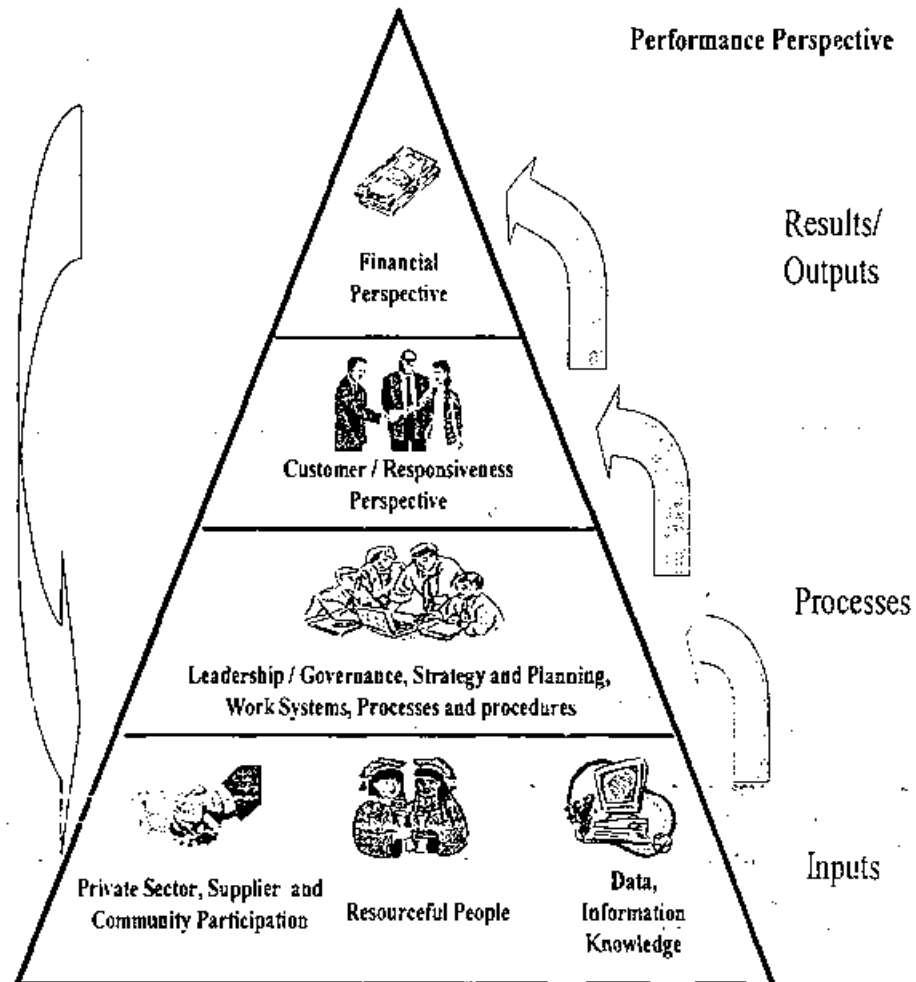 Performance Perspective
Results/
Outputs
Financial
Perspective
Customer / Responsiveness
Perspective
Processes
Leadership / Governance, Strategy and Planning,
Work Systems, Processes and procedures
Inputs
Private Sector, Supplier and
Community Participation
Resourceful People
Data,
Information
Knowledge